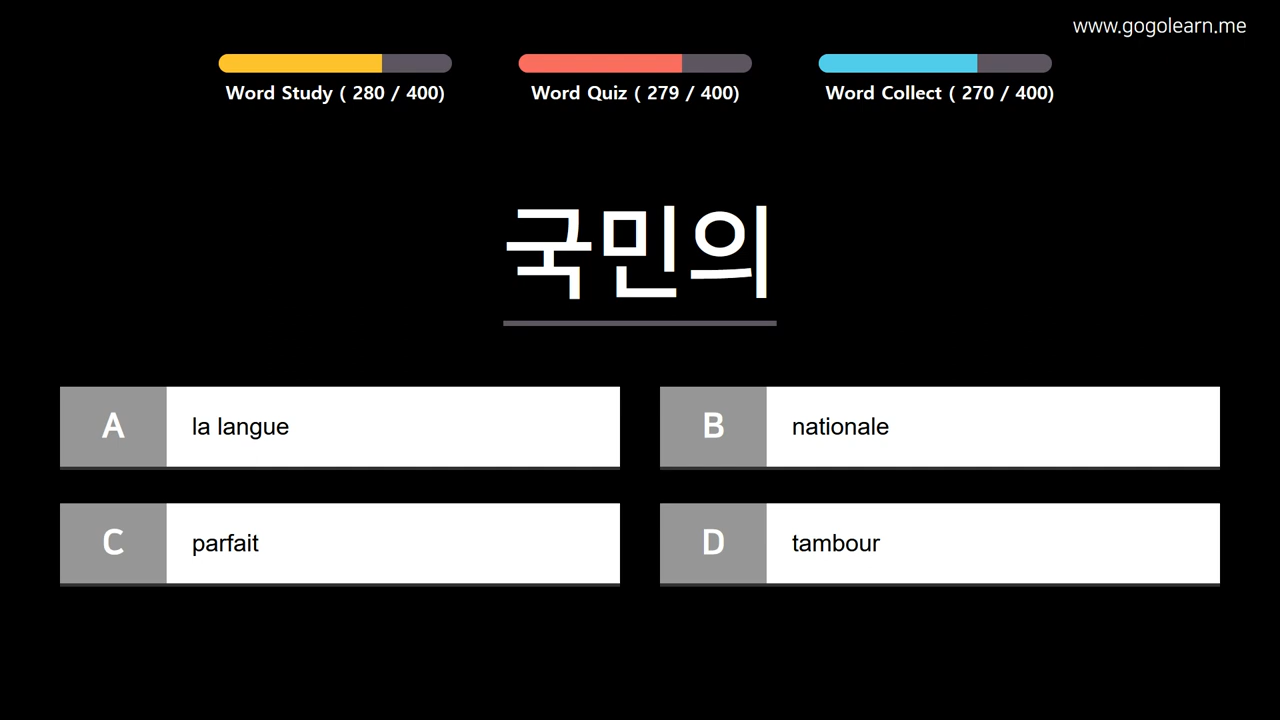 www.gogolearn.me
Word Study ( 280 / 400)
Word Quiz ( 279 / 400)
Word Collect ( 270 / 400)
국민의
A la langue
B nationale
C parfait
D tambour